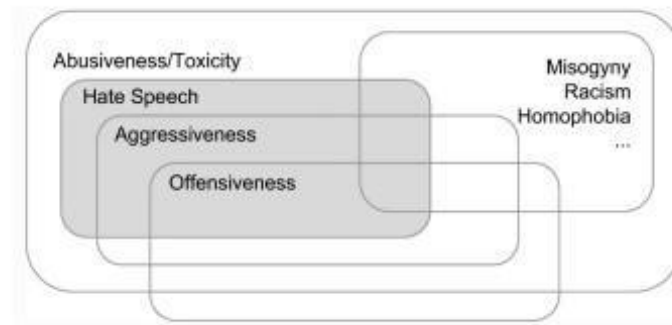 Abusiveness/Toxicity
Hate Speech
Aggressiveness
Offensiveness
Misogyny
Racism
Homophobia
...